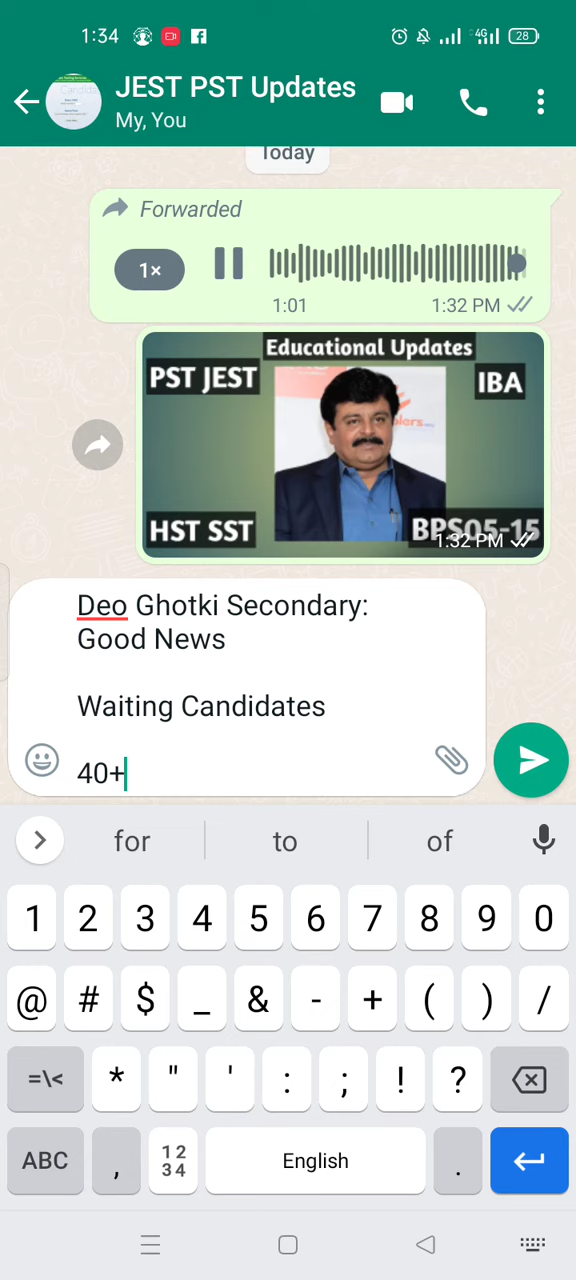 1:34
4G
28
JEST PST Updates
My, You
Today
Forwarded
1×
1:01
1:32 PM
Educational Updates
PST JEST
IBA
HST SST
BPS05-15
1:32 PM
Deo Ghotki Secondary:
Good News
Waiting Candidates
40+
for to of
1 2 3 4 5 6 7 8 9 0
@ # $ _ & - + ( ) /
=\< * " ' : ; ! ?
ABC , 12 34 English .